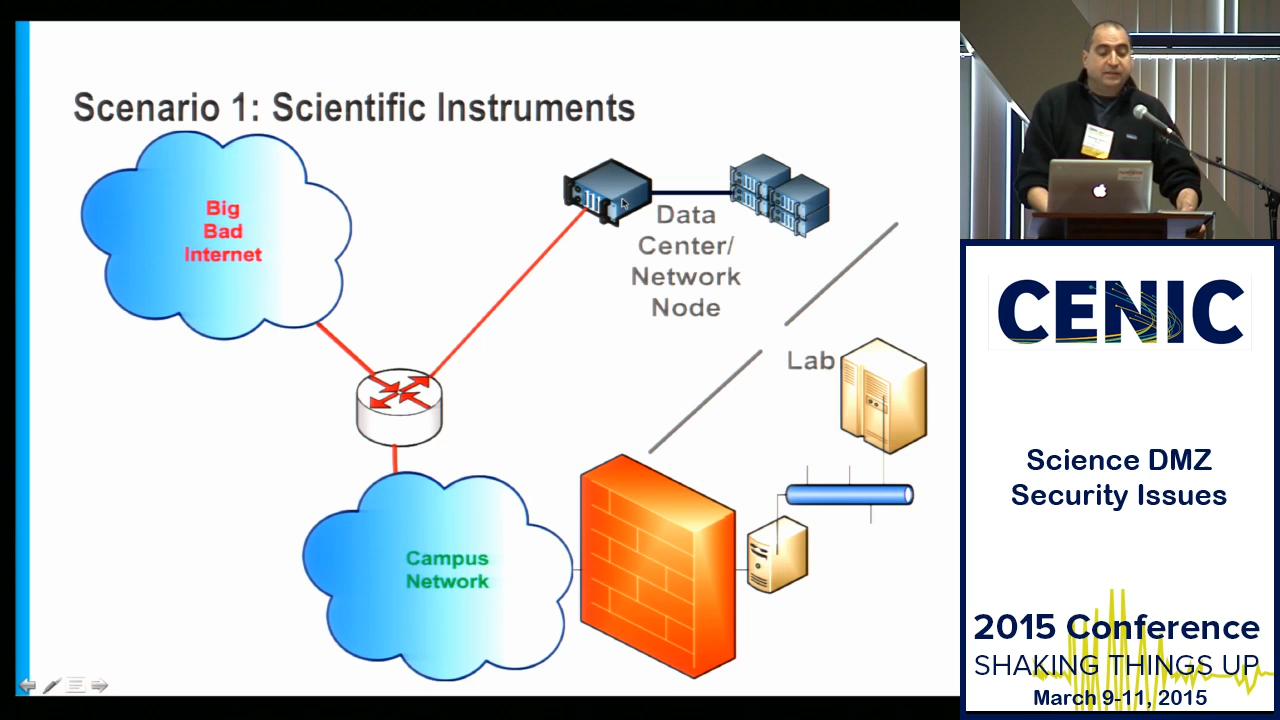 Scenario 1: Scientific Instruments
Big
Bad
Internet
Data
Center/
Network
Node
Lab
Campus
Network
CENIC
Science DMZ
Security Issues
2015 Conference
SHAKING THINGS UP
March 9-11, 2015